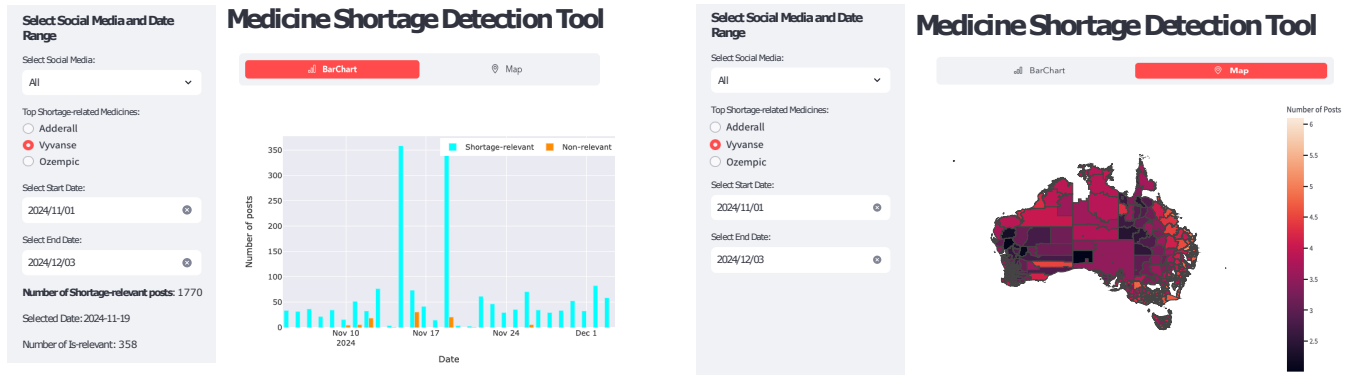 Select Social Media and Date
Range
Select Social Media:
All
Top Shortage-related Medicines:
Adderall
Vyvanse
Ozempic
Select Start Date:
2024/11/01
Select End Date:
2024/12/03
Number of Shortage-relevant posts: 1770
Selected Date: 2024-11-19
Number of Is-relevant: 358
Medicine Shortage Detection Tool
BarChart
Map
Shortage-relevant
Non-relevant
350
300
250
200
150
100
50
0
Number of posts
Nov 10
2024
Nov 17
Nov 24
Dec 1
Date
Select Social Media and Date
Range
Select Social Media:
All
Top Shortage-related Medicines:
Adderall
Vyvanse
Ozempic
Select Start Date:
2024/11/01
Select End Date:
2024/12/03
Medicine Shortage Detection Tool
BarChart
Map
Number of Posts
6
5.5
5
4.5
4
3.5
3
2.5